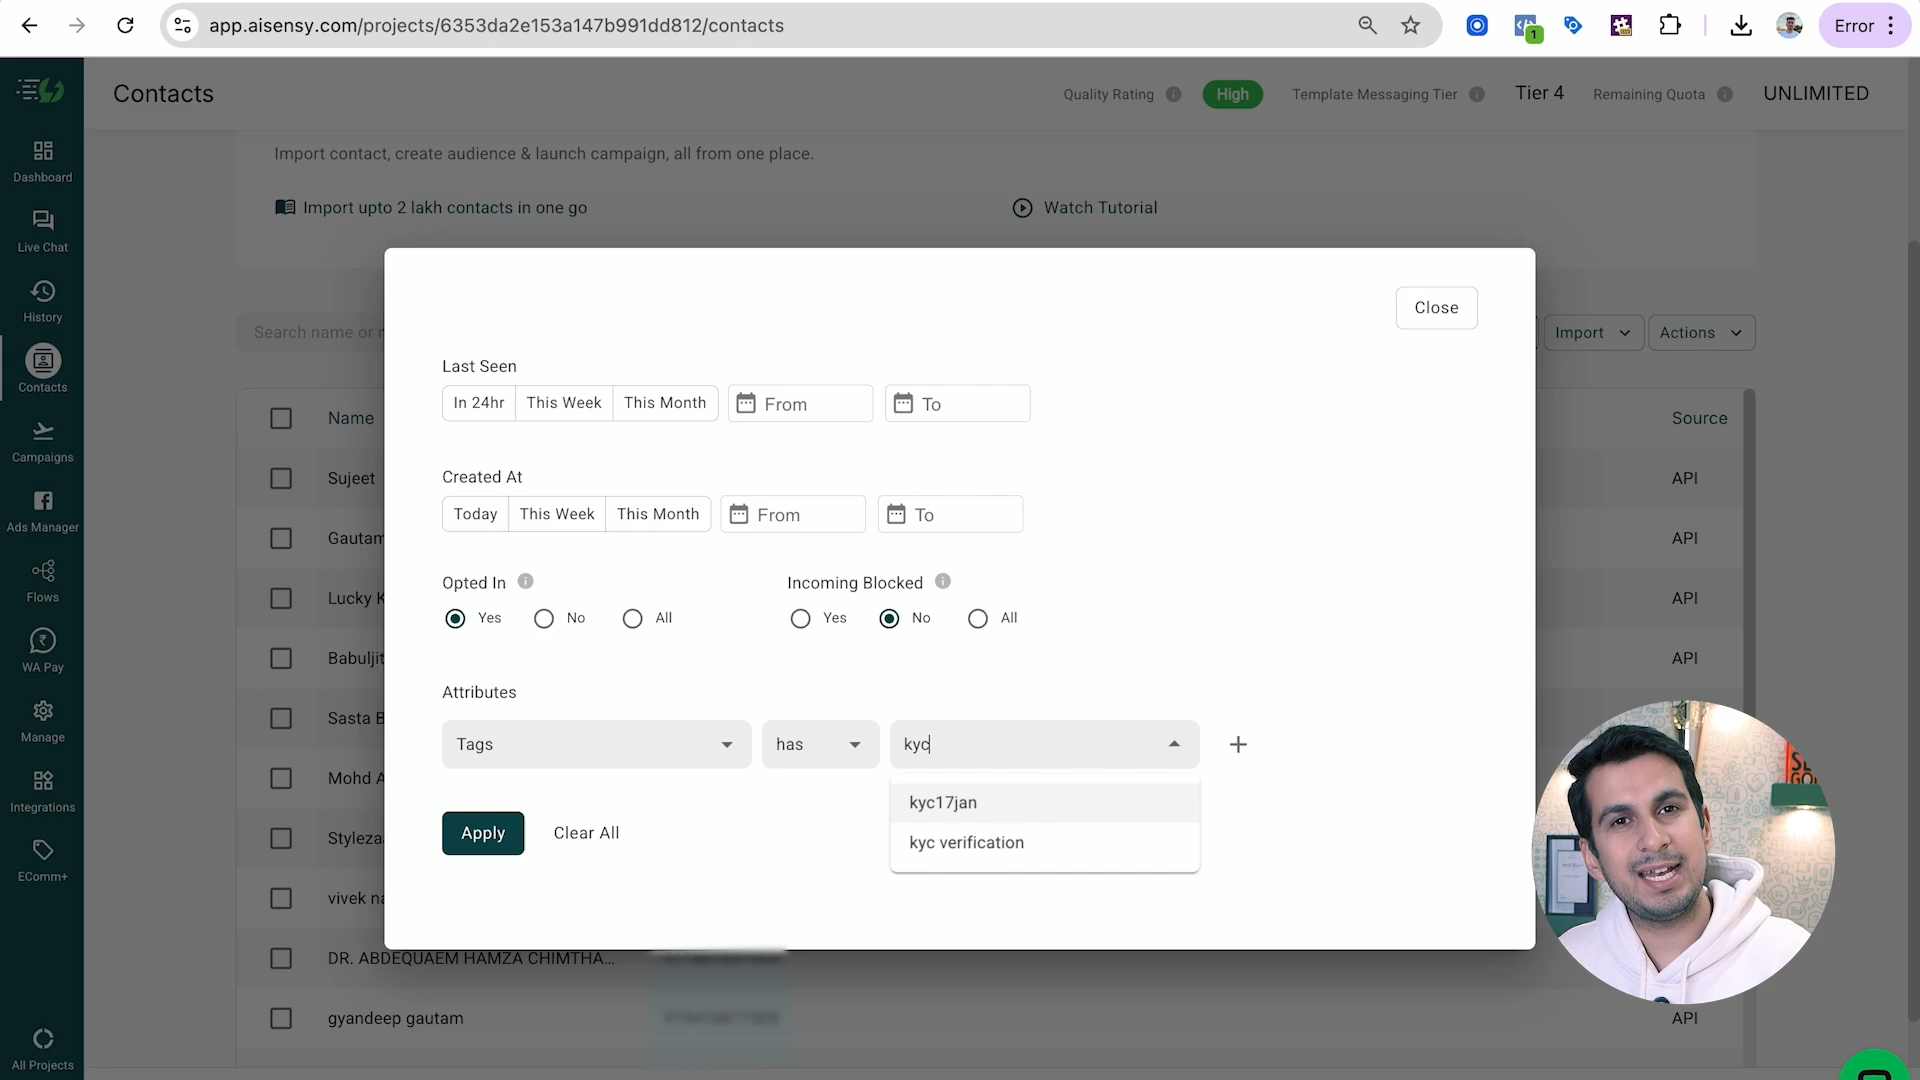 app.aisensy.com/projects/6353da2e153a147b991dd812/contacts
1
Error
Contacts
Quality Rating
High
Template Messaging Tier
Tier 4
Remaining Quota
UNLIMITED
Dashboard
Live Chat
History
Contacts
Campaigns
Ads Manager
Flows
WA Pay
Manage
Integrations
EComm+
All Projects
Import contact, create audience & launch campaign, all from one place.
Import upto 2 lakh contacts in one go
Watch Tutorial
Search name or
Import
Actions
Name
Source
Sujeet
API
Gautam
API
Lucky K
API
Babuljit
API
Sasta B
Mohd A
Styleza
vivek na
DR. ABDEQUAEM HAMZA CHIMTHA...
gyandeep gautam
API
Close
Last Seen
In 24hr
This Week
This Month
From
To
Created At
Today
This Week
This Month
From
To
Opted In
Yes
No
All
Incoming Blocked
Yes
No
All
Attributes
Tags
has
kyc
kyc17jan
kyc verification
Apply
Clear All